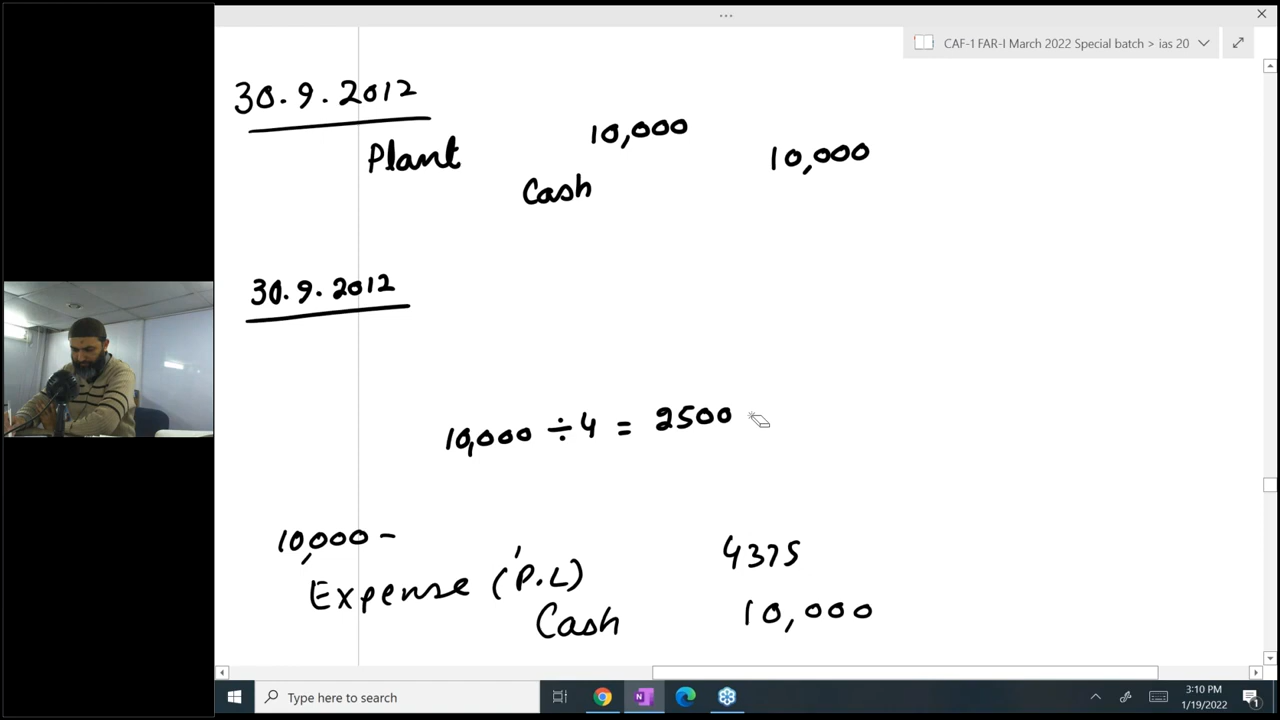 CAF-1 FAR-I March 2022 Special batch > ias 20
30.9.2012
Plant 10,000
Cash 10,000
30.9.2012
10,000 ÷ 4 = 2500
10,000 -
Expense (P.L) 4375
Cash 10,000
Type here to search
3:10 PM
1/19/2022
1